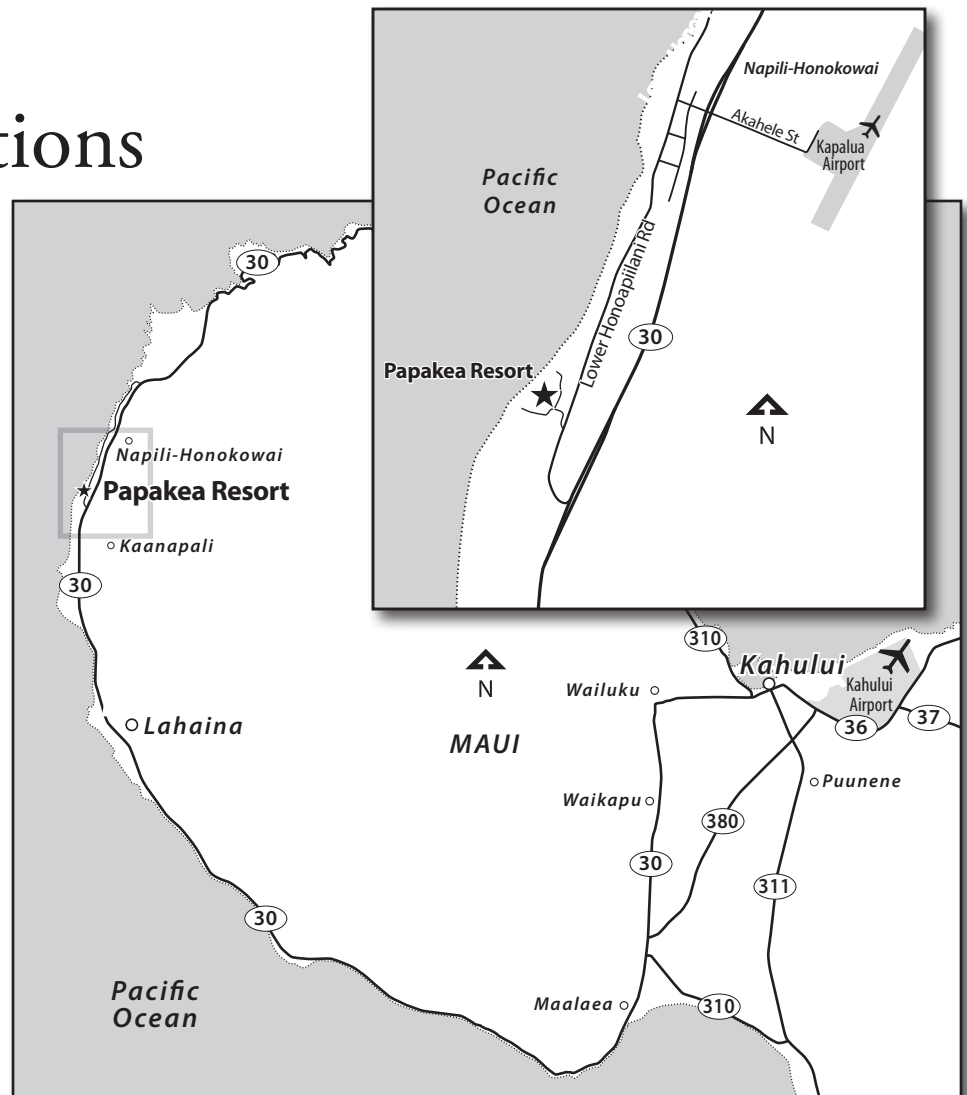 tions
Napili-Honokowai
Akahele St
Kapalua
Airport
Pacific
Ocean
Lower Honoapiilani Rd
30
Papakea Resort
N
30
Napili-Honokowai
Papakea Resort
Kaanapali
30
310
Kahului
Kahului
Airport
N
Wailuku
36
37
Lahaina
MAUI
Puunene
Waikapu
380
30
311
30
Pacific
Ocean
Maalaea
310